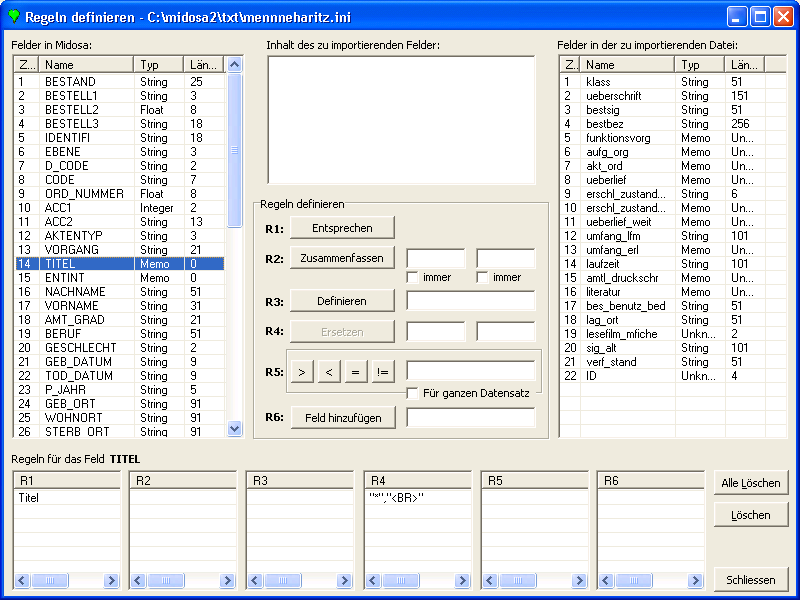 Regeln definieren - C:\midosa2\txt\mennneharitz.ini
Felder in Midosa:
Z... Name Typ Län...
1 BESTAND String 25
2 BESTELL1 String 3
3 BESTELL2 Float 8
4 BESTELL3 String 18
5 IDENTIFI String 18
6 EBENE String 3
7 D_CODE String 2
8 CODE String 7
9 ORD_NUMMER Float 8
10 ACC1 Integer 2
11 ACC2 String 13
12 AKTENTYP String 3
13 VORGANG String 21
14 TITEL Memo 0
15 ENTINT Memo 0
16 NACHNAME String 51
17 VORNAME String 31
18 AMT_GRAD String 21
19 BERUF String 51
20 GESCHLECHT String 2
21 GEB_DATUM String 9
22 TOD_DATUM String 9
23 P_JAHR String 5
24 GEB_ORT String 91
25 WOHNORT String 91
26 STERB_ORT String 91
Inhalt des zu importierenden Felder:
Regeln definieren
R1: Entsprechen
R2: Zusammenfassen
immer immer
R3: Definieren
R4: Ersetzen
R5: > < = !=
Für ganzen Datensatz
R6: Feld hinzufügen
Felder in der zu importierenden Datei:
Z... Name Typ Län...
1 klass String 51
2 ueberschrift String 151
3 bestsig String 51
4 bestbez String 256
5 funktionsvorg Memo Un...
6 aufg_org Memo Un...
7 akt_ord Memo Un...
8 ueberlief Memo Un...
9 erschl_zustand... String 6
10 erschl_zustand... Memo Un...
11 ueberlief_weit Memo Un...
12 umfang_lfm String 101
13 umfang_erl Memo Un...
14 laufzeit String 101
15 amtl_druckschr Memo Un...
16 literatur Memo Un...
17 bes_benutz_bed String 51
18 lag_ort String 51
19 lesefilm_mfiche Unkn... 2
20 sig_alt String 101
21 verf_stand String 51
22 ID Unkn... 4
Regeln für das Feld TITEL
R1 R2 R3 R4 R5 R6
Titel "*","<BR>"
Alle Löschen
Löschen
Schliessen